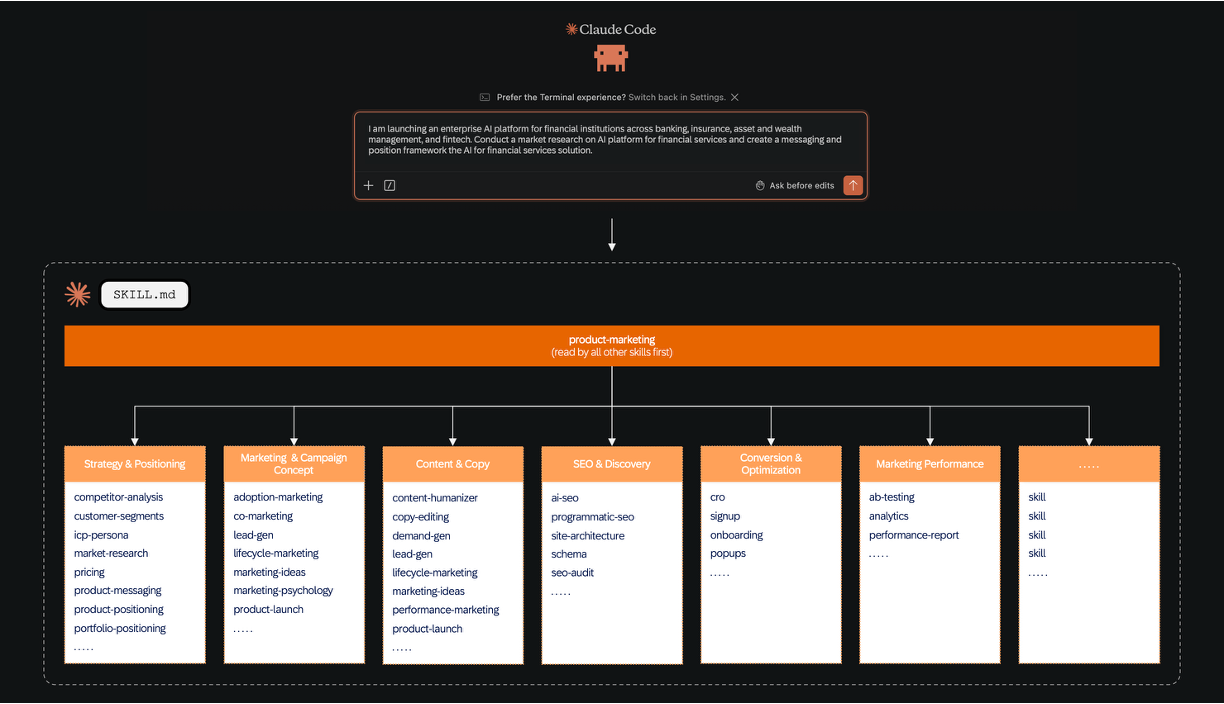 Claude Code
Prefer the Terminal experience? Switch back in Settings.
I am launching an enterprise AI platform for financial institutions across banking, insurance, asset and wealth
management, and fintech. Conduct a market research on AI platform for financial services and create a messaging and
position framework the AI for financial services solution.
Ask before edits
SKILL.md
product-marketing
(read by all other skills first)
Strategy & Positioning
competitor-analysis
customer-segments
icp-persona
market-research
pricing
product-messaging
product-positioning
portfolio-positioning
.....
Marketing & Campaign
Concept
adoption-marketing
co-marketing
lead-gen
lifecycle-marketing
marketing-ideas
marketing-psychology
product-launch
.....
Content & Copy
content-humanizer
copy-editing
demand-gen
lead-gen
lifecycle-marketing
marketing-ideas
performance-marketing
product-launch
.....
SEO & Discovery
ai-seo
programmatic-seo
site-architecture
schema
seo-audit
.....
Conversion &
Optimization
cro
signup
onboarding
popups
.....
Marketing Performance
ab-testing
analytics
performance-report
.....
.....
skill
skill
skill
skill
.....